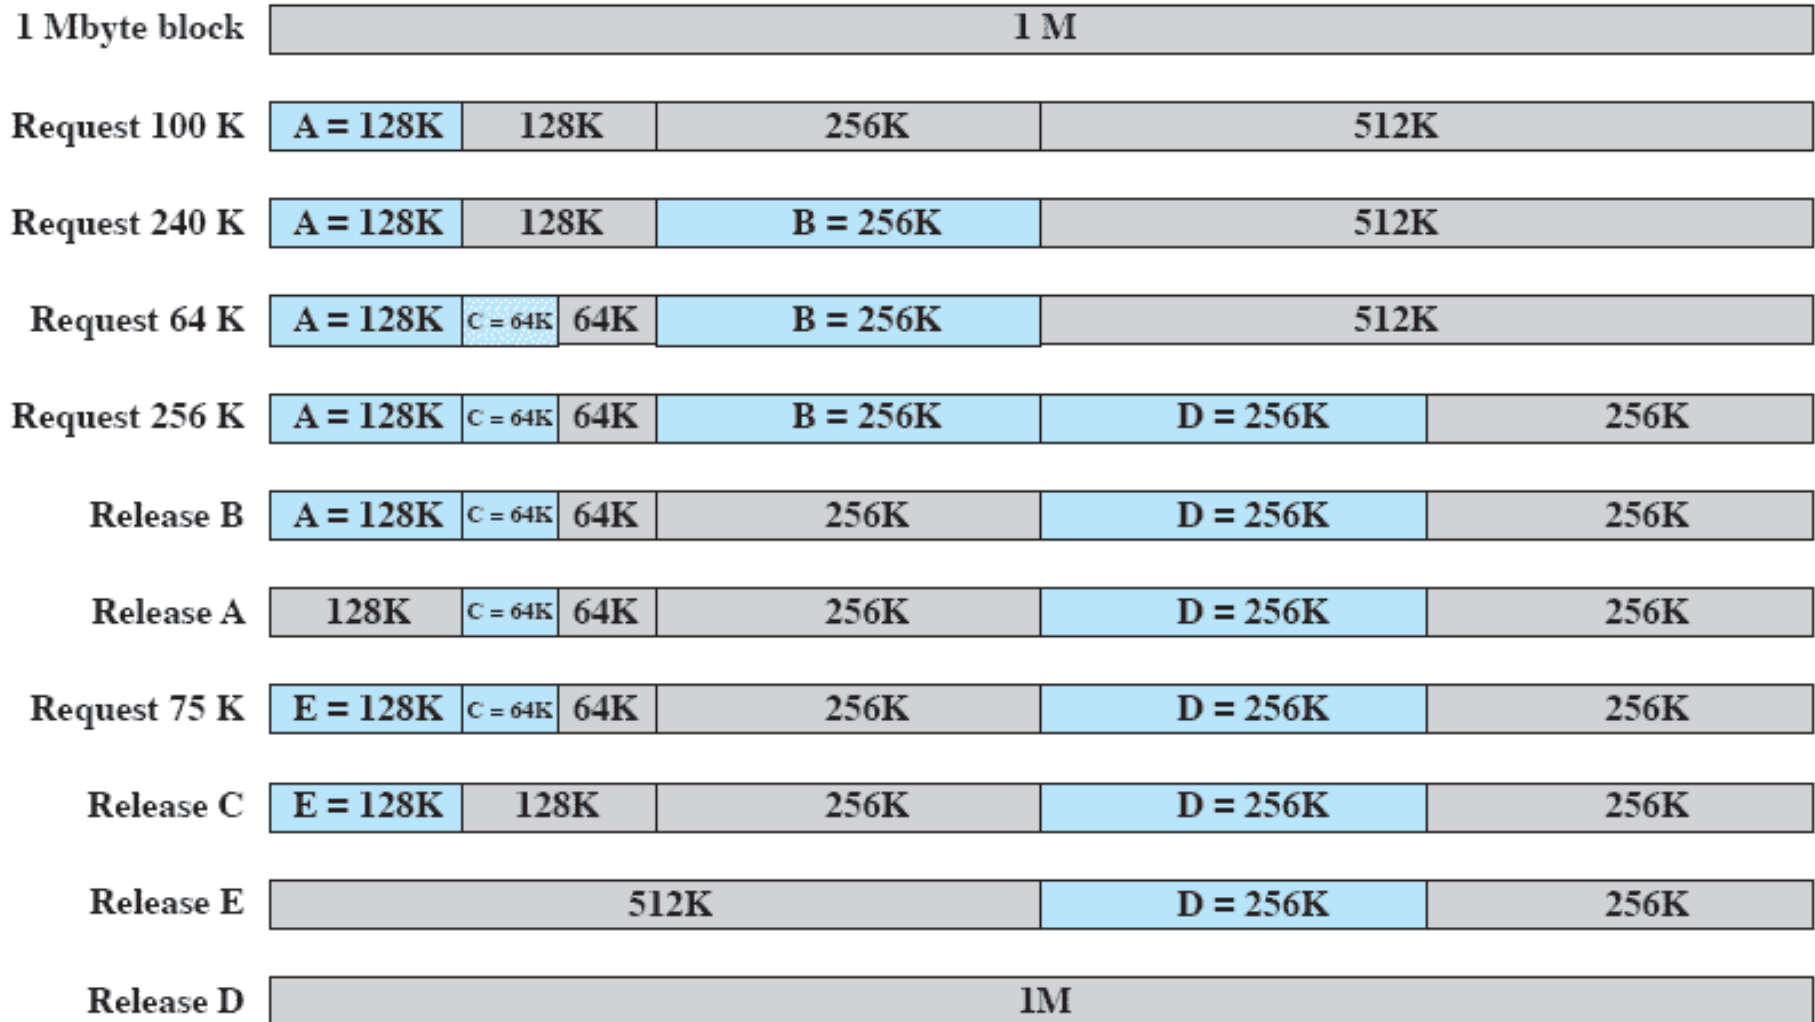 1 Mbyte block 1 M
Request 100 K A = 128K 128K 256K 512K
Request 240 K A = 128K 128K B = 256K 512K
Request 64 K A = 128K C = 64K 64K B = 256K 512K
Request 256 K A = 128K C = 64K 64K B = 256K D = 256K 256K
Release B A = 128K C = 64K 64K 256K D = 256K 256K
Release A 128K C = 64K 64K 256K D = 256K 256K
Request 75 K E = 128K C = 64K 64K 256K D = 256K 256K
Release C E = 128K 128K 256K D = 256K 256K
Release E 512K D = 256K 256K
Release D 1M